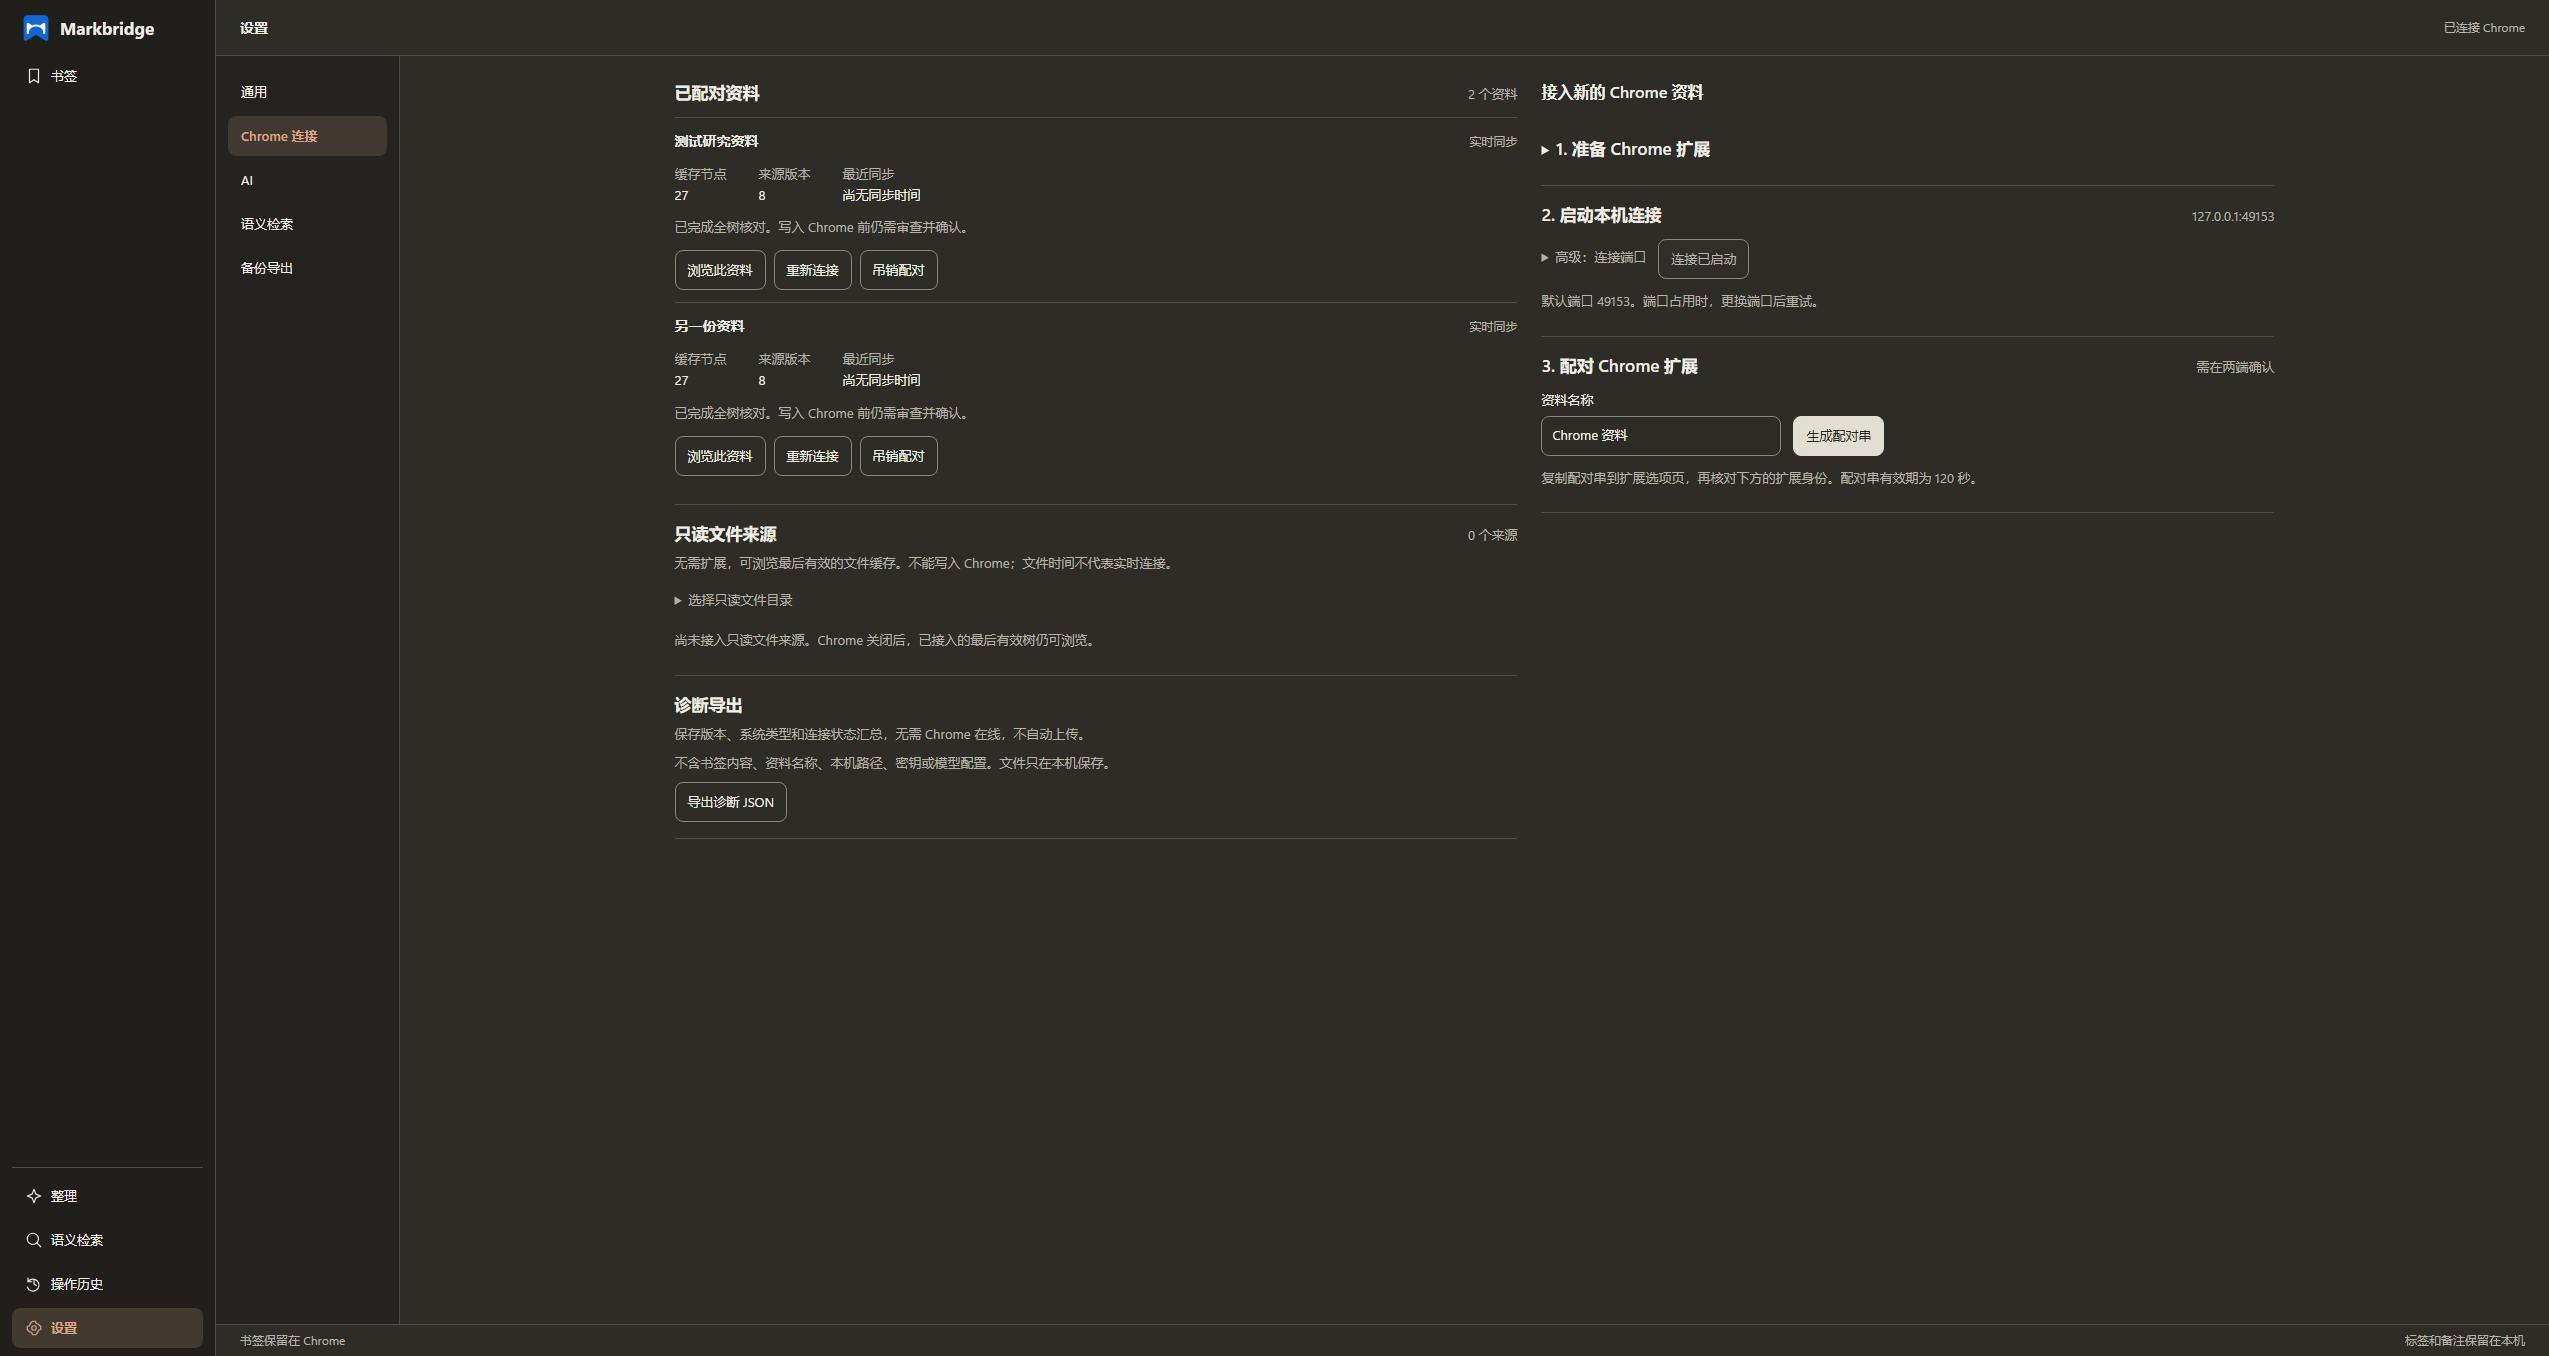 Markbridge
书签
整理
语义检索
操作历史
设置
设置
已连接 Chrome
通用
Chrome 连接
AI
语义检索
备份导出
已配对资料
2 个资料
测试研究资料
实时同步
缓存节点 来源版本 最近同步
27 8 尚无同步时间
已完成全树核对。写入 Chrome 前仍需审查并确认。
浏览此资料 重新连接 吊销配对
另一份资料
实时同步
缓存节点 来源版本 最近同步
27 8 尚无同步时间
已完成全树核对。写入 Chrome 前仍需审查并确认。
浏览此资料 重新连接 吊销配对
只读文件来源
0 个来源
无需扩展，可浏览最后有效的文件缓存。不能写入 Chrome；文件时间不代表实时连接。
选择只读文件目录
尚未接入只读文件来源。Chrome 关闭后，已接入的最后有效树仍可浏览。
诊断导出
保存版本、系统类型和连接状态汇总，无需 Chrome 在线，不自动上传。
不含书签内容、资料名称、本机路径、密钥或模型配置。文件只在本机保存。
导出诊断 JSON
接入新的 Chrome 资料
1. 准备 Chrome 扩展
2. 启动本机连接
127.0.0.1:49153
高级：连接端口 连接已启动
默认端口 49153。端口占用时，更换端口后重试。
3. 配对 Chrome 扩展
需在两端确认
资料名称
Chrome 资料 生成配对串
复制配对串到扩展选项页，再核对下方的扩展身份。配对串有效期为 120 秒。
书签保留在 Chrome
标签和备注保留在本机